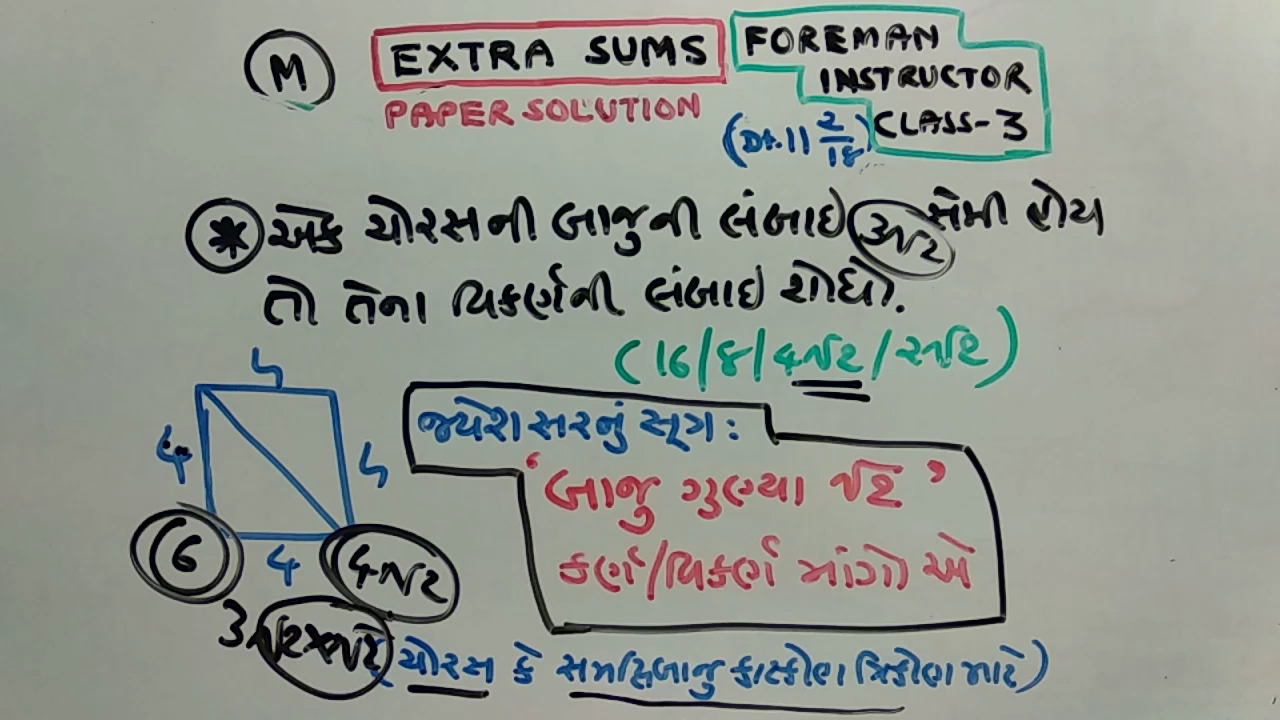 M EXTRA SUMS FOREMAN
INSTRUCTOR
PAPER SOLUTION
(Dt.11 2/18) CLASS-3
* એક ચોરસની બાજુની લંબાઇ 3√2 સેમી હોય
તો તેના વિકર્ણની લંબાઇ શોધો.
(16/8/4√2/2√2)
જયેશ સરનું સૂત્ર:
'બાજુ ગુણ્યા √2'
કર્ણ/વિકર્ણ માંગો એ
4
4
4
4
6
4√2
3√2×√2
(ચોરસ કે સમદ્વિબાજુ કાટકોણ ત્રિકોણ માટે)